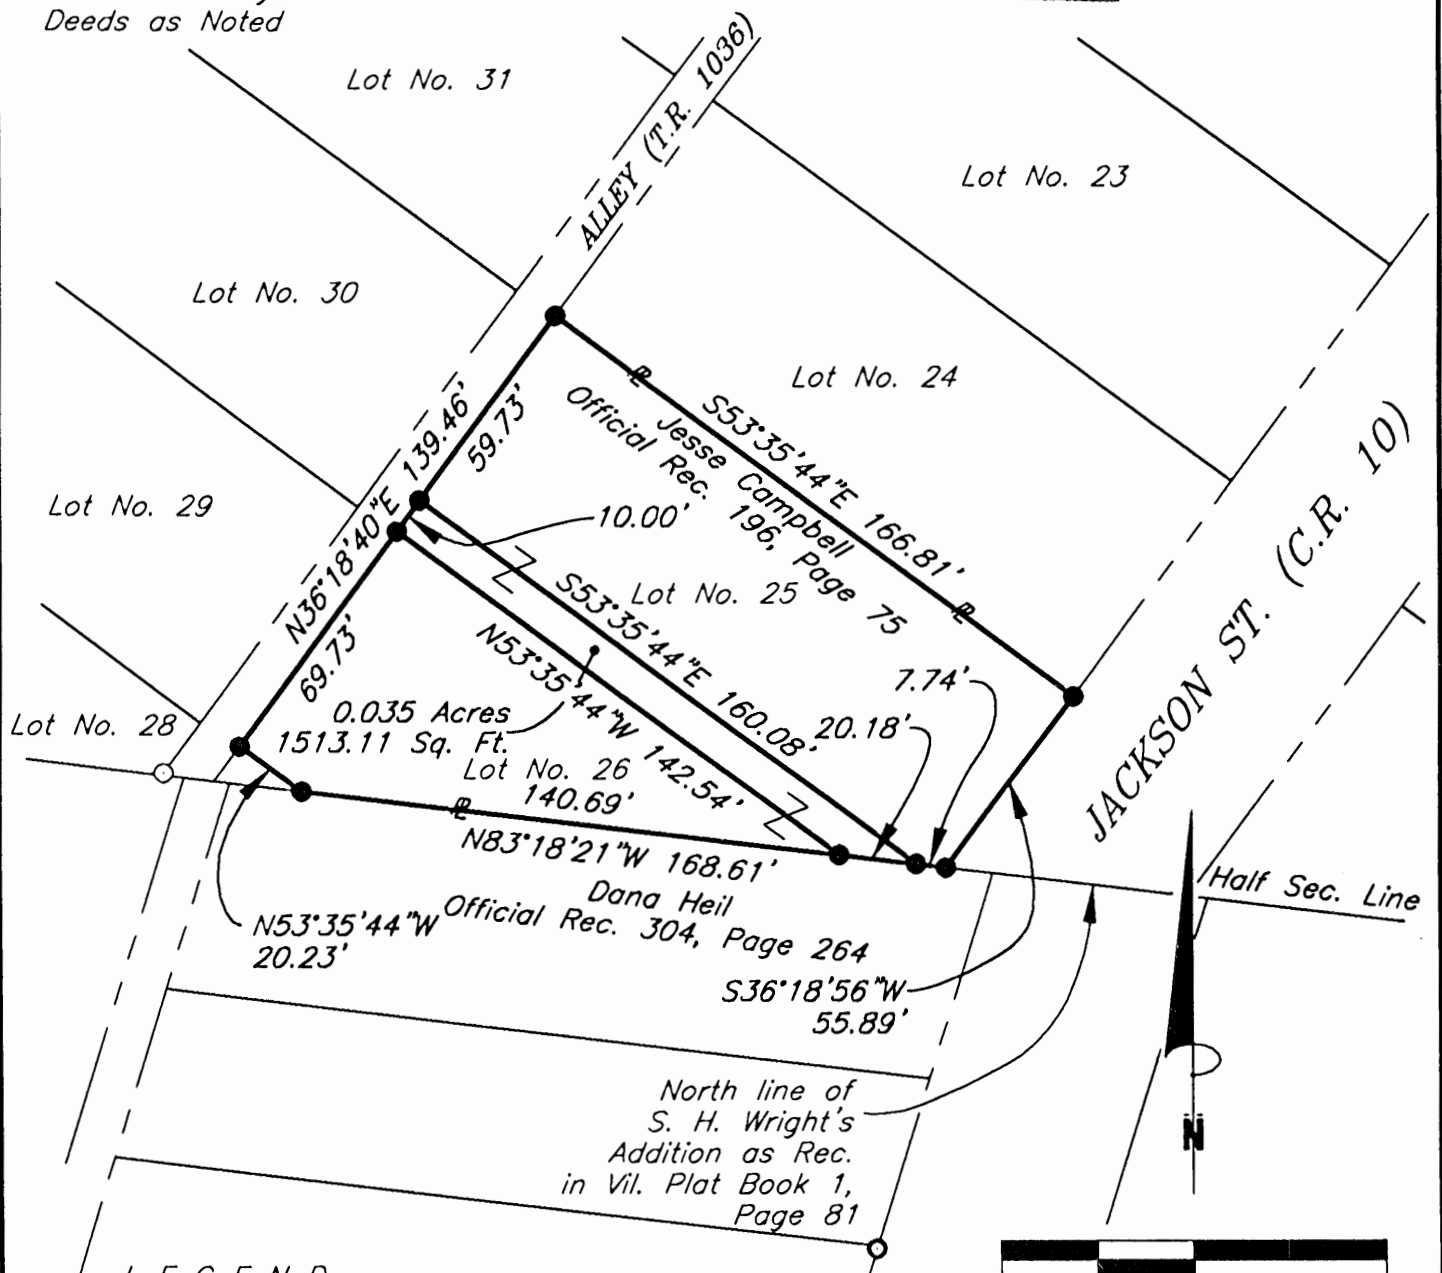 Deeds as Noted
Lot No. 31
ALLEY (T.R. 1036)
Lot No. 23
Lot No. 30
Lot No. 24
139.46'
59.73'
Jesse Campbell
Official Rec. 196, Page 75
S53°35'44"E 166.81'
Lot No. 29
10.00'
N36°18'40"E
69.73'
Lot No. 25
S53°35'44"E 160.08'
N53°35'44"W 142.54'
JACKSON ST. (C.R. 10)
7.74'
20.18'
Lot No. 28
0.035 Acres
1513.11 Sq. Ft.
Lot No. 26
140.69'
PL
PL
PL
N83°18'21"W 168.61'
Dana Heil
Official Rec. 304, Page 264
Half Sec. Line
N53°35'44"W
20.23'
S36°18'56"W
55.89'
North line of
S. H. Wright's
Addition as Rec.
in Vil. Plat Book 1,
Page 81
N
LEGEND